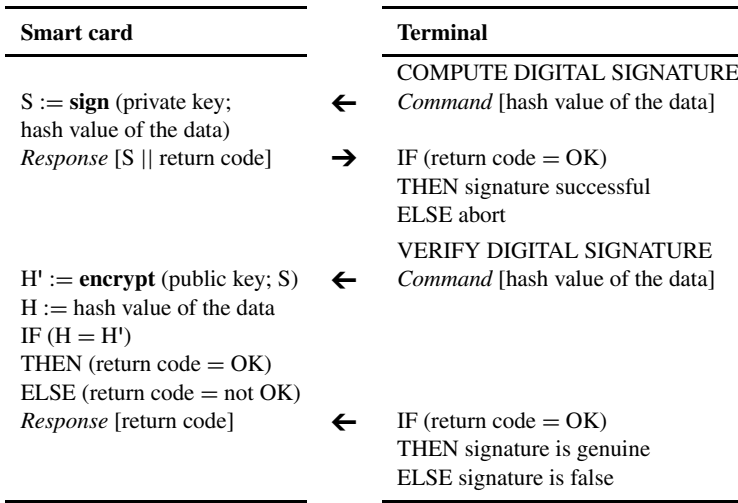 Smart card Terminal
COMPUTE DIGITAL SIGNATURE
S := sign (private key; ← Command [hash value of the data]
hash value of the data)
Response [S || return code] → IF (return code = OK)
THEN signature successful
ELSE abort
VERIFY DIGITAL SIGNATURE
H' := encrypt (public key; S) ← Command [hash value of the data]
H := hash value of the data
IF (H = H')
THEN (return code = OK)
ELSE (return code = not OK)
Response [return code] ← IF (return code = OK)
THEN signature is genuine
ELSE signature is false